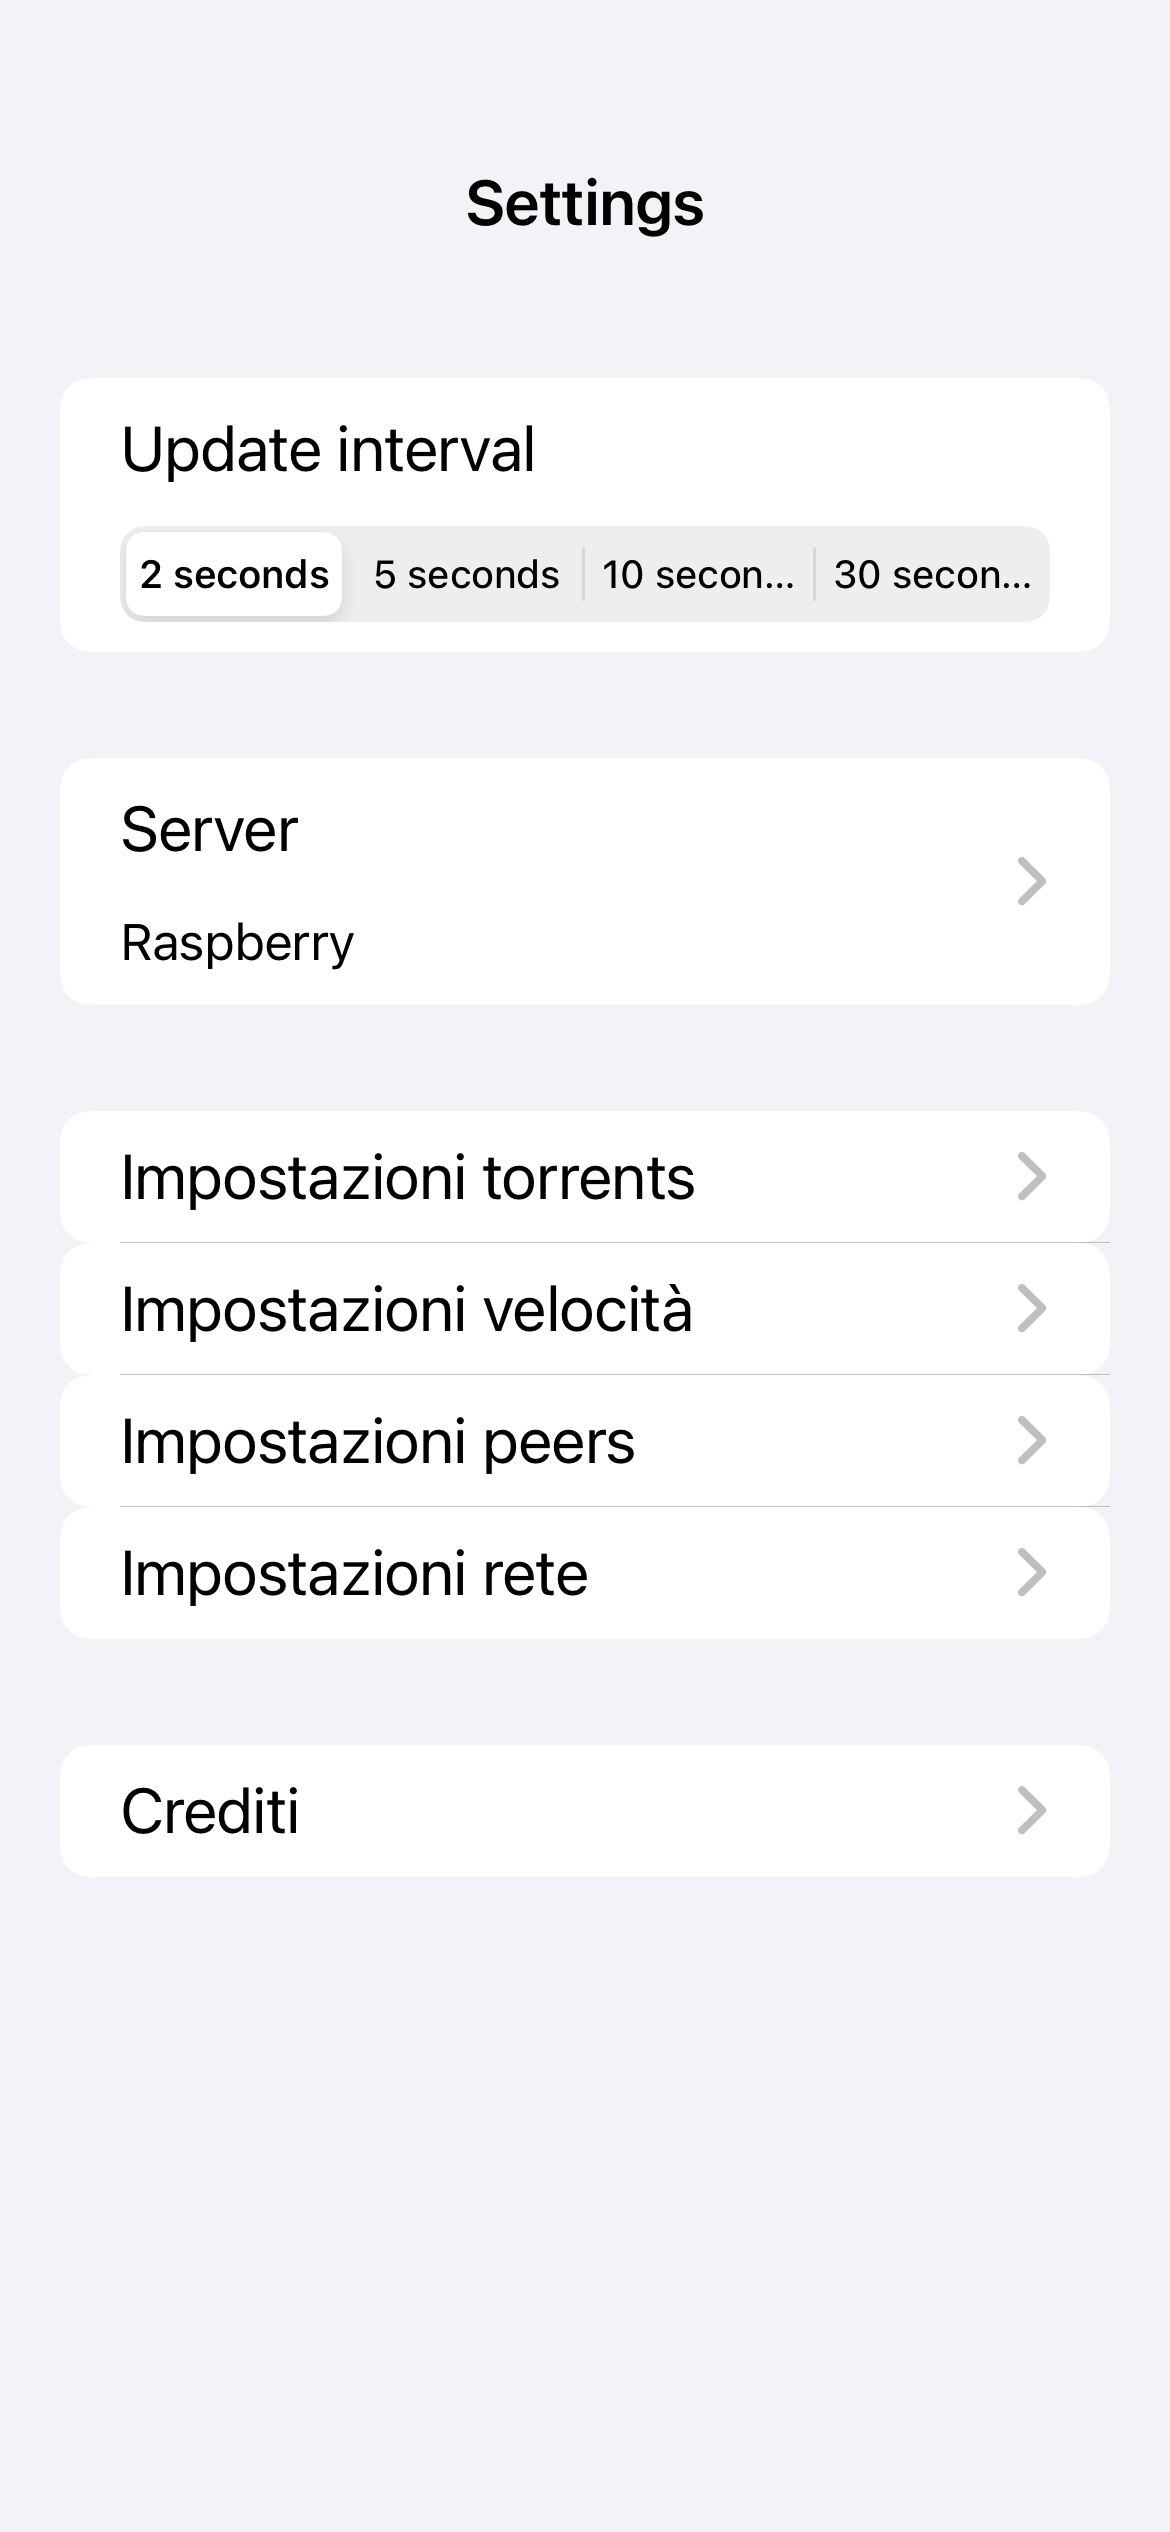 Settings
Update interval
2 seconds 5 seconds 10 secon... 30 secon...
Server
Raspberry
Impostazioni torrents
Impostazioni velocità
Impostazioni peers
Impostazioni rete
Crediti